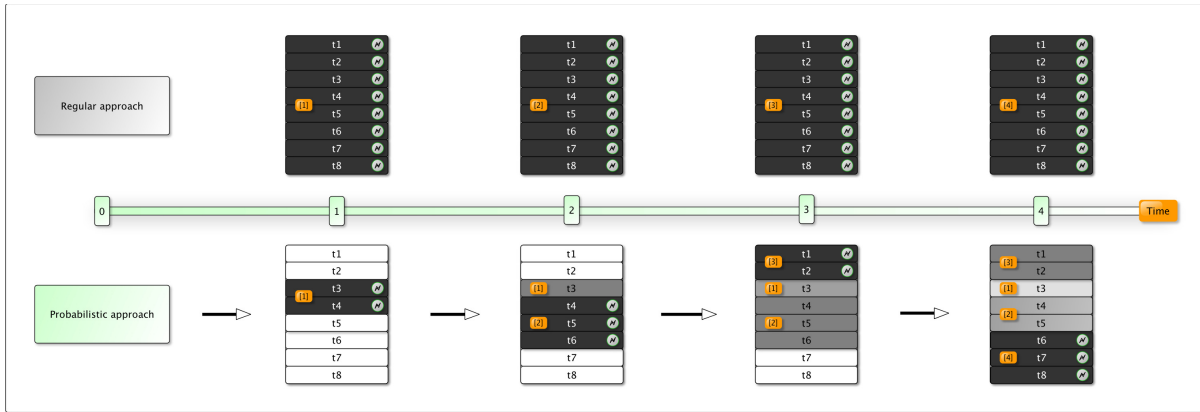 Regular approach
t1
t2
t3
t4
t5
t6
t7
t8
[1]
t1
t2
t3
t4
t5
t6
t7
t8
[2]
t1
t2
t3
t4
t5
t6
t7
t8
[3]
t1
t2
t3
t4
t5
t6
t7
t8
[4]
0
1
2
3
4
Time
Probabilistic approach
t1
t2
t3
[1]
t4
t5
t6
t7
t8
t1
t2
[1] t3
t4
[2] t5
t6
t7
t8
t1
[3]
t2
[1] t3
t4
[2] t5
t6
t7
t8
t1
[3]
t2
[1] t3
t4
[2]
t5
t6
[4] t7
t8